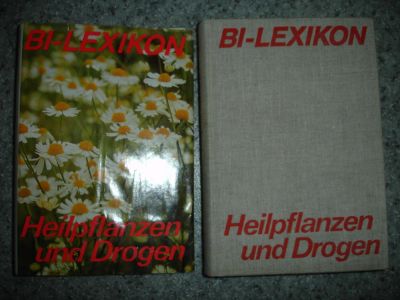 BI-LEXIKON
Heilpflanzen
und Drogen
BI-LEXIKON
Heilpflanzen
und Drogen